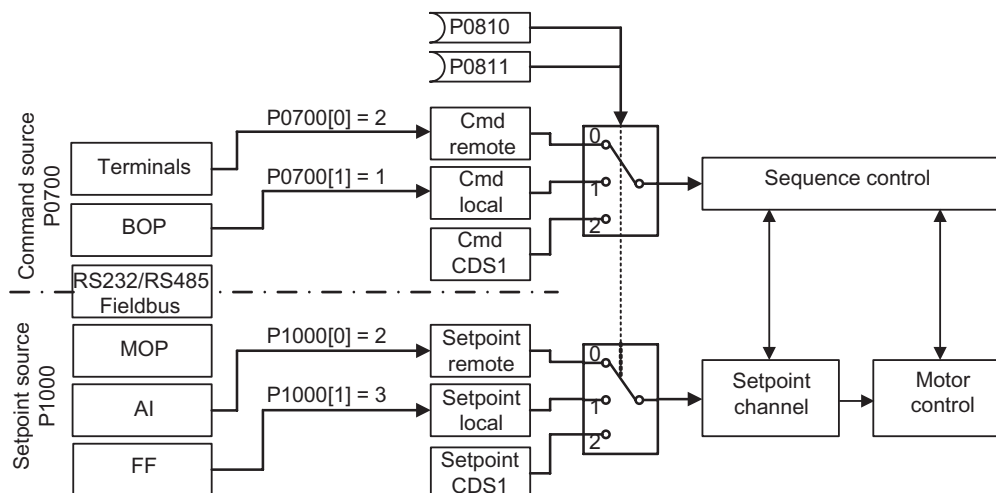 P0810
P0811
Command source
P0700
Terminals
BOP
RS232/RS485
Fieldbus
P0700[0] = 2
P0700[1] = 1
Cmd
remote
Cmd
local
Cmd
CDS1
0
1
2
Sequence control
Setpoint source
P1000
MOP
AI
FF
P1000[0] = 2
P1000[1] = 3
Setpoint
remote
Setpoint
local
Setpoint
CDS1
0
1
2
Setpoint
channel
Motor
control